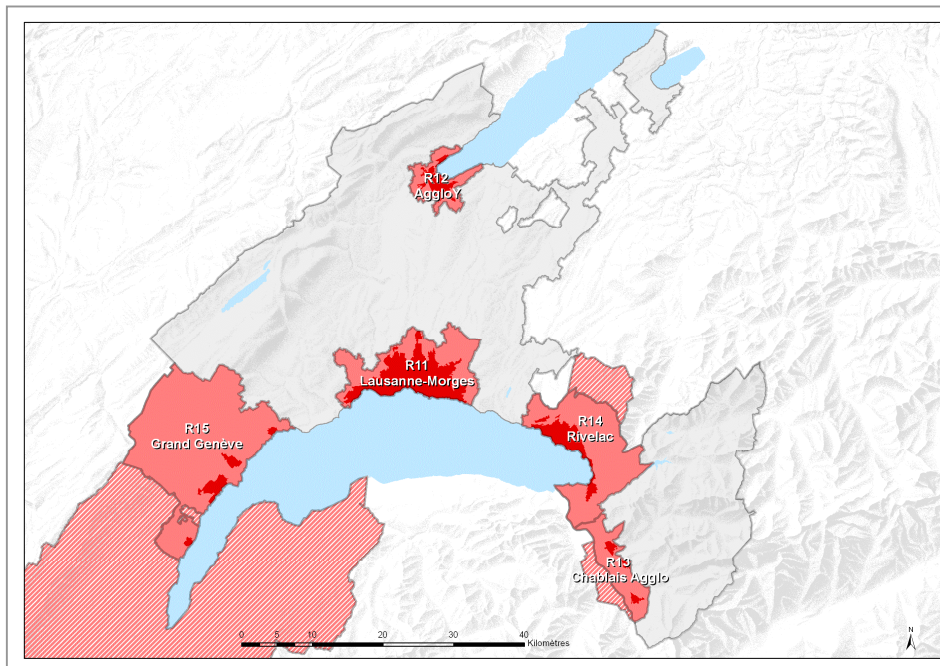 R12
AggloY
R11
Lausanne-Morges
R14
Rivelac
R15
Grand Genève
R13
Chablais Agglo
0 5 10 20 30 40
Kilomètres
N